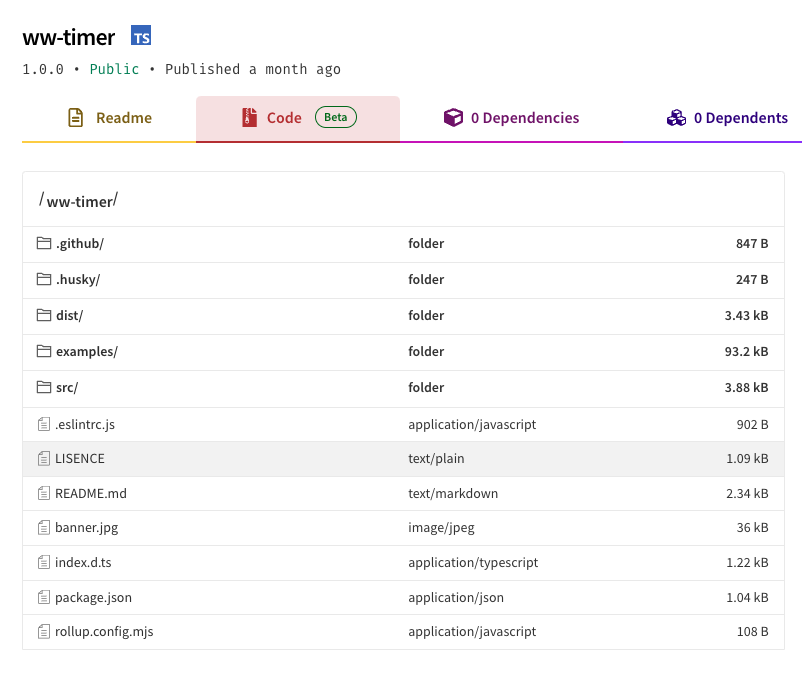 ww-timer TS
1.0.0 • Public • Published a month ago
Readme Code Beta 0 Dependencies 0 Dependents
/ww-timer/
.github/ folder 847 B
.husky/ folder 247 B
dist/ folder 3.43 kB
examples/ folder 93.2 kB
src/ folder 3.88 kB
.eslintrc.js application/javascript 902 B
LISENCE text/plain 1.09 kB
README.md text/markdown 2.34 kB
banner.jpg image/jpeg 36 kB
index.d.ts application/typescript 1.22 kB
package.json application/json 1.04 kB
rollup.config.mjs application/javascript 108 B